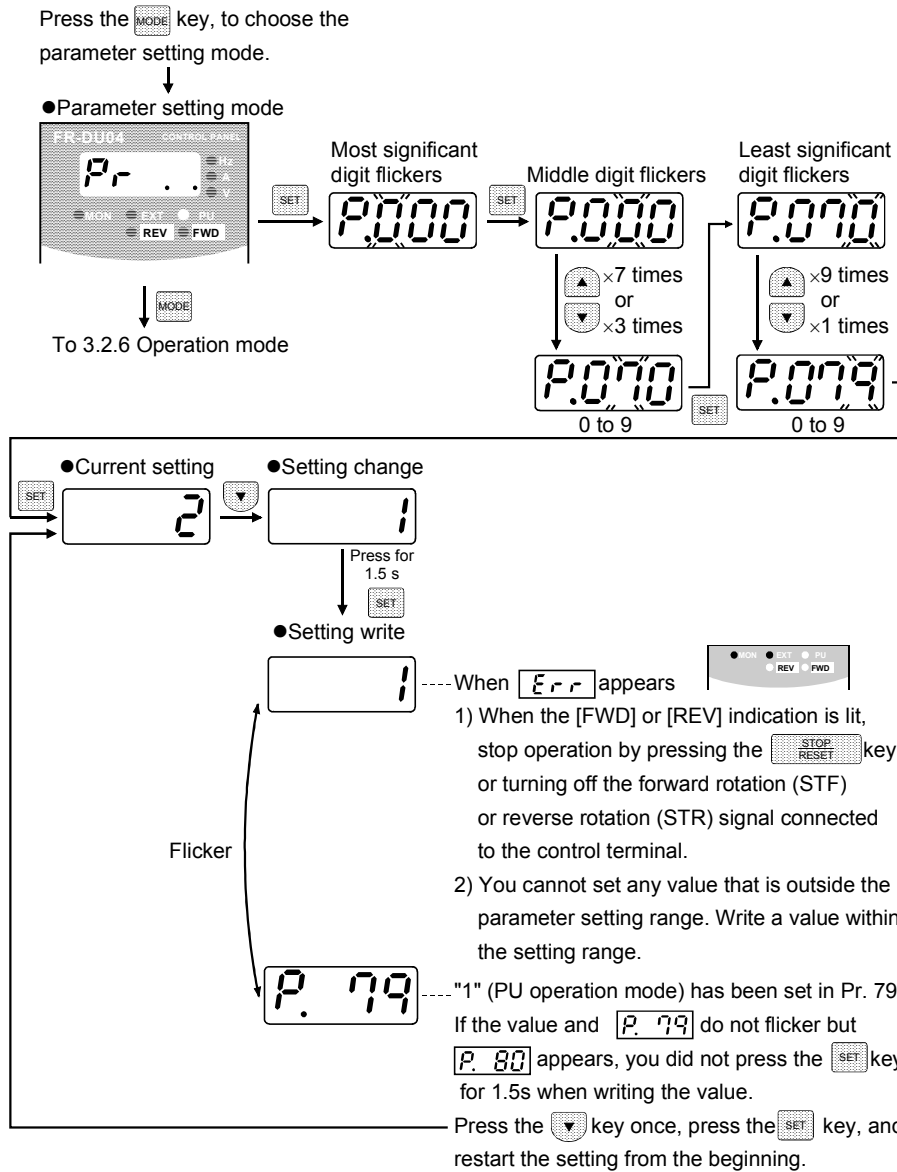 Press the MODE key, to choose the
parameter setting mode.
●Parameter setting mode
FR-DU04 CONTROL PANEL
Pr . .
Hz
A
V
MON EXT PU
REV FWD
SET
Most significant
digit flickers
P.000
SET
Middle digit flickers
P.000
▲ ×7 times
or
▼ ×3 times
P.070
0 to 9
SET
Least significant
digit flickers
P.070
▲ ×9 times
or
▼ ×1 times
P.079
0 to 9
MODE
To 3.2.6 Operation mode
●Current setting
SET
2
▼
●Setting change
1
Press for
1.5 s
SET
●Setting write
1
Flicker
P. 79
MON EXT PU
REV FWD
When Err appears
1) When the [FWD] or [REV] indication is lit,
stop operation by pressing the STOP RESET key
or turning off the forward rotation (STF)
or reverse rotation (STR) signal connected
to the control terminal.
2) You cannot set any value that is outside the
parameter setting range. Write a value within
the setting range.
"1" (PU operation mode) has been set in Pr. 79
If the value and P. 79 do not flicker but
P. 80 appears, you did not press the SET key
for 1.5s when writing the value.
Press the ▼ key once, press the SET key, and
restart the setting from the beginning.